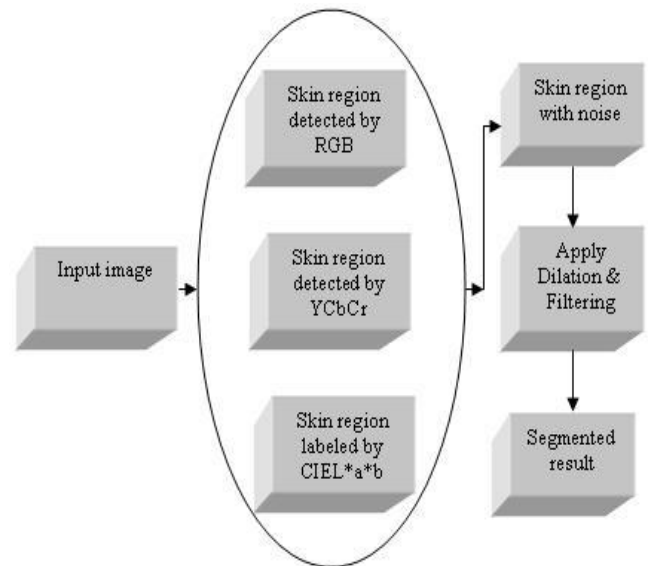 Input image
Skin region
detected by
RGB
Skin region
detected by
YCbCr
Skin region
labeled by
CIEL*a*b
Skin region
with noise
Apply
Dilation &
Filtering
Segmented
result